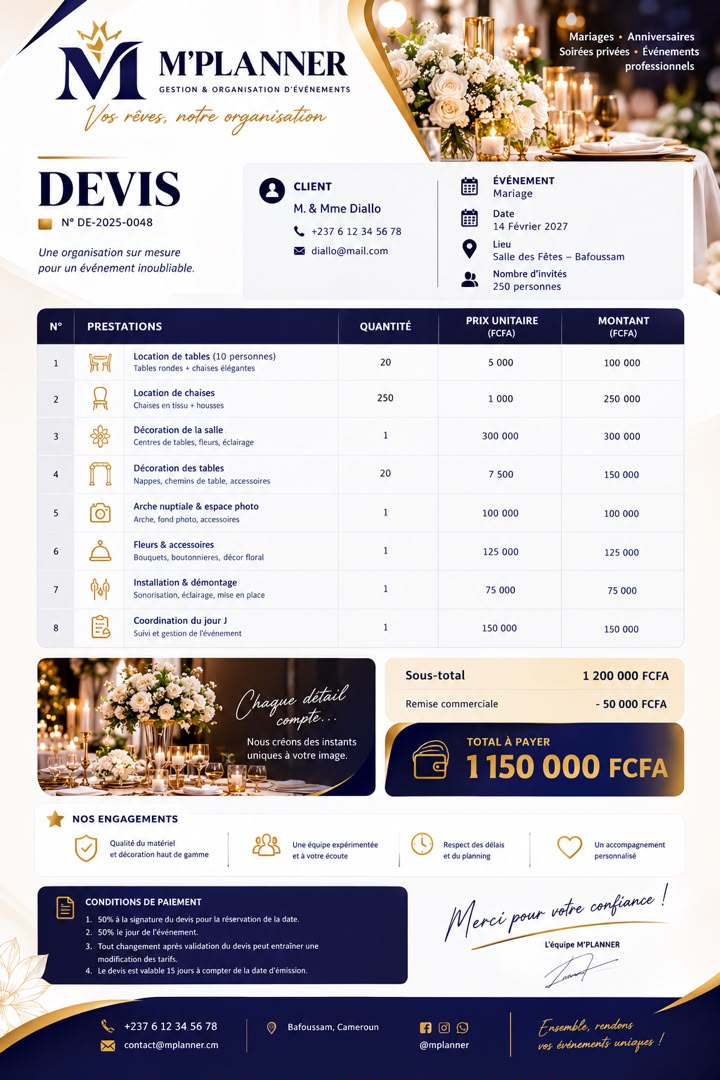 M'PLANNER
GESTION & ORGANISATION D'ÉVÉNEMENTS
Vos rêves, notre organisation
Mariages • Anniversaires
Soirées privées • Événements
professionnels
DEVIS
N° DE-2025-0048
Une organisation sur mesure
pour un événement inoubliable.
CLIENT
M. & Mme Diallo
+237 6 12 34 56 78
diallo@mail.com
ÉVÉNEMENT
Mariage
Date
14 Février 2027
Lieu
Salle des Fêtes – Bafoussam
Nombre d'invités
250 personnes
N° PRESTATIONS QUANTITÉ PRIX UNITAIRE (FCFA) MONTANT (FCFA)
1 Location de tables (10 personnes) 20 5 000 100 000
Tables rondes + chaises élégantes
2 Location de chaises 250 1 000 250 000
Chaises en tissu + housses
3 Décoration de la salle 1 300 000 300 000
Centres de tables, fleurs, éclairage
4 Décoration des tables 20 7 500 150 000
Nappes, chemins de table, accessoires
5 Arche nuptiale & espace photo 1 100 000 100 000
Arche, fond photo, accessoires
6 Fleurs & accessoires 1 125 000 125 000
Bouquets, boutonnieres, décor floral
7 Installation & démontage 1 75 000 75 000
Sonorisation, éclairage, mise en place
8 Coordination du jour J 1 150 000 150 000
Suivi et gestion de l'événement
Chaque détail
compte...
Nous créons des instants
uniques à votre image.
Sous-total 1 200 000 FCFA
Remise commerciale - 50 000 FCFA
TOTAL À PAYER
1 150 000 FCFA
NOS ENGAGEMENTS
Qualité du matériel
et décoration haut de gamme
Une équipe expérimentée
et à votre écoute
Respect des délais
et du planning
Un accompagnement
personnalisé
CONDITIONS DE PAIEMENT
1. 50% à la signature du devis pour la réservation de la date.
2. 50% le jour de l'événement.
3. Tout changement après validation du devis peut entraîner une
modification des tarifs.
4. Le devis est valable 15 jours à compter de la date d'émission.
Merci pour votre confiance !
L'équipe M'PLANNER
+237 6 12 34 56 78
contact@mplanner.cm
Bafoussam, Cameroun
@mplanner
Ensemble, rendons
vos événements uniques !